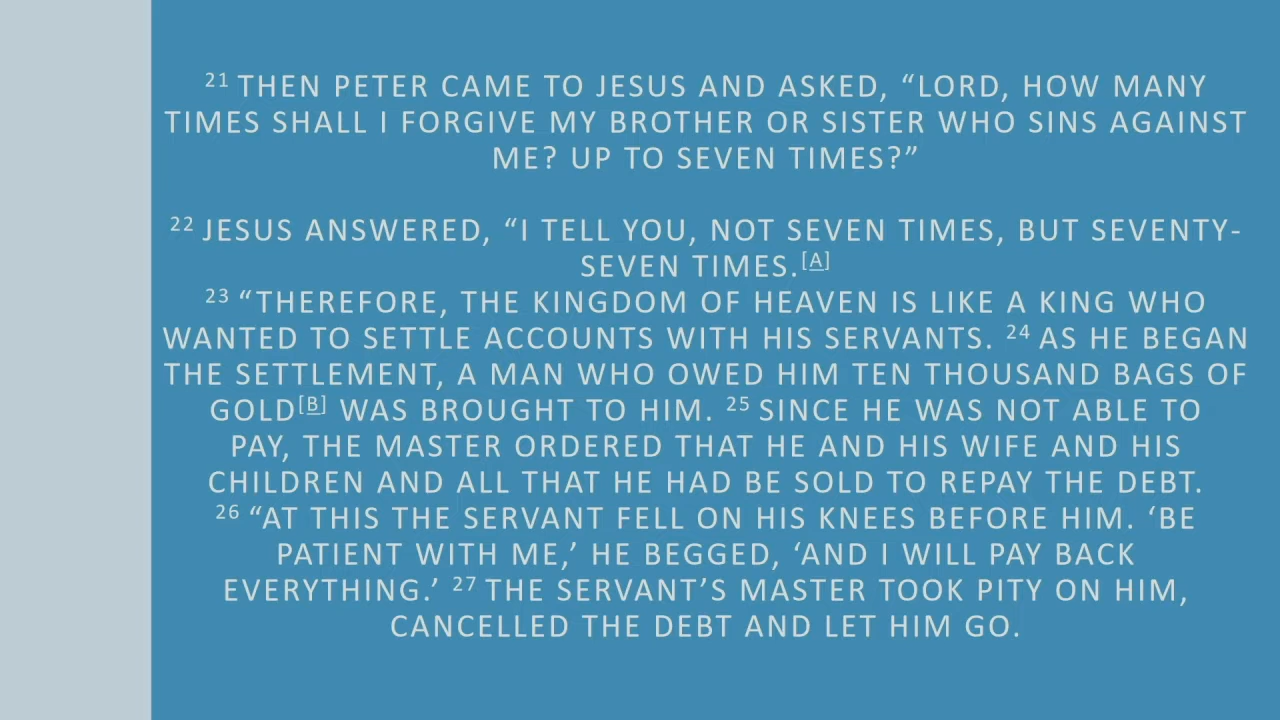 21 THEN PETER CAME TO JESUS AND ASKED, “LORD, HOW MANY
TIMES SHALL I FORGIVE MY BROTHER OR SISTER WHO SINS AGAINST
ME? UP TO SEVEN TIMES?”
22 JESUS ANSWERED, “I TELL YOU, NOT SEVEN TIMES, BUT SEVENTY-
SEVEN TIMES.[A]
23 “THEREFORE, THE KINGDOM OF HEAVEN IS LIKE A KING WHO
WANTED TO SETTLE ACCOUNTS WITH HIS SERVANTS. 24 AS HE BEGAN
THE SETTLEMENT, A MAN WHO OWED HIM TEN THOUSAND BAGS OF
GOLD[B] WAS BROUGHT TO HIM. 25 SINCE HE WAS NOT ABLE TO
PAY, THE MASTER ORDERED THAT HE AND HIS WIFE AND HIS
CHILDREN AND ALL THAT HE HAD BE SOLD TO REPAY THE DEBT.
26 “AT THIS THE SERVANT FELL ON HIS KNEES BEFORE HIM. ‘BE
PATIENT WITH ME,’ HE BEGGED, ‘AND I WILL PAY BACK
EVERYTHING.’ 27 THE SERVANT’S MASTER TOOK PITY ON HIM,
CANCELLED THE DEBT AND LET HIM GO.